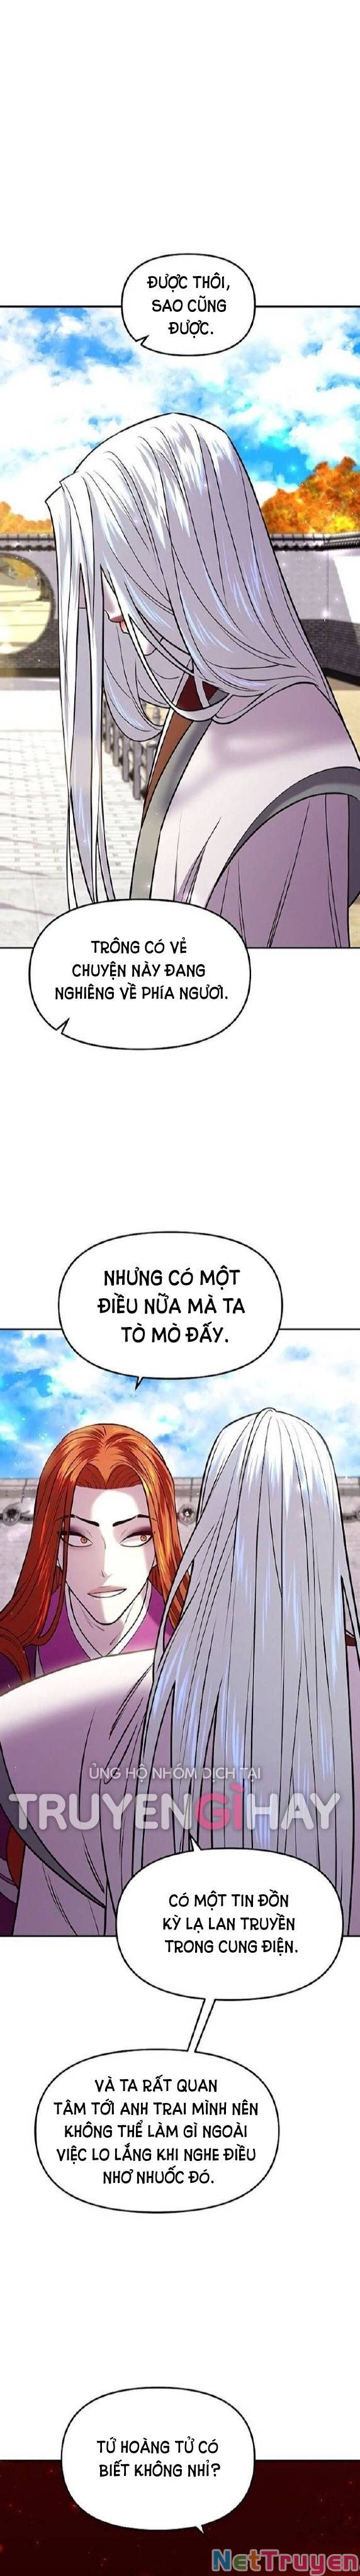 ĐƯỢC THÔI,
SAO CŨNG
ĐƯỢC.
TRÔNG CÓ VẺ
CHUYỆN NÀY ĐANG
NGHIÊNG VỀ PHÍA NGƯƠI.
NHƯNG CÓ MỘT
ĐIỀU NỮA MÀ TA
TÒ MÒ ĐẤY.
ỦNG HỘ NHÓM DỊCH TẠI
TRUYENGIHAY
CÓ MỘT TIN ĐỒN
KỲ LẠ LAN TRUYỀN
TRONG CUNG ĐIỆN.
VÀ TA RẤT QUAN
TÂM TỚI ANH TRAI MÌNH NÊN
KHÔNG THỂ LÀM GÌ NGOÀI
VIỆC LO LẮNG KHI NGHE ĐIỀU
NHƠ NHUỐC ĐÓ.
TỨ HOÀNG TỬ CÓ
BIẾT KHÔNG NHỈ?
NetTruyen